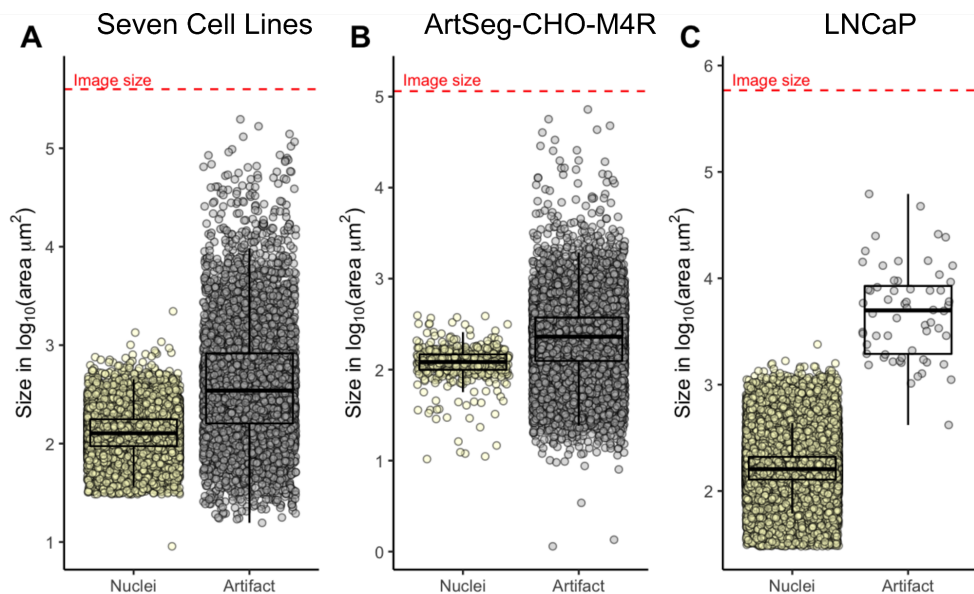 A Seven Cell Lines
B ArtSeg-CHO-M4R
C LNCaP
Image size
5
4
3
2
1
Size in log10(area μm2)
Nuclei Artifact
Image size
5
4
3
2
1
0
Size in log10(area μm2)
Nuclei Artifact
Image size
6
5
4
3
2
Size in log10(area μm2)
Nuclei Artifact